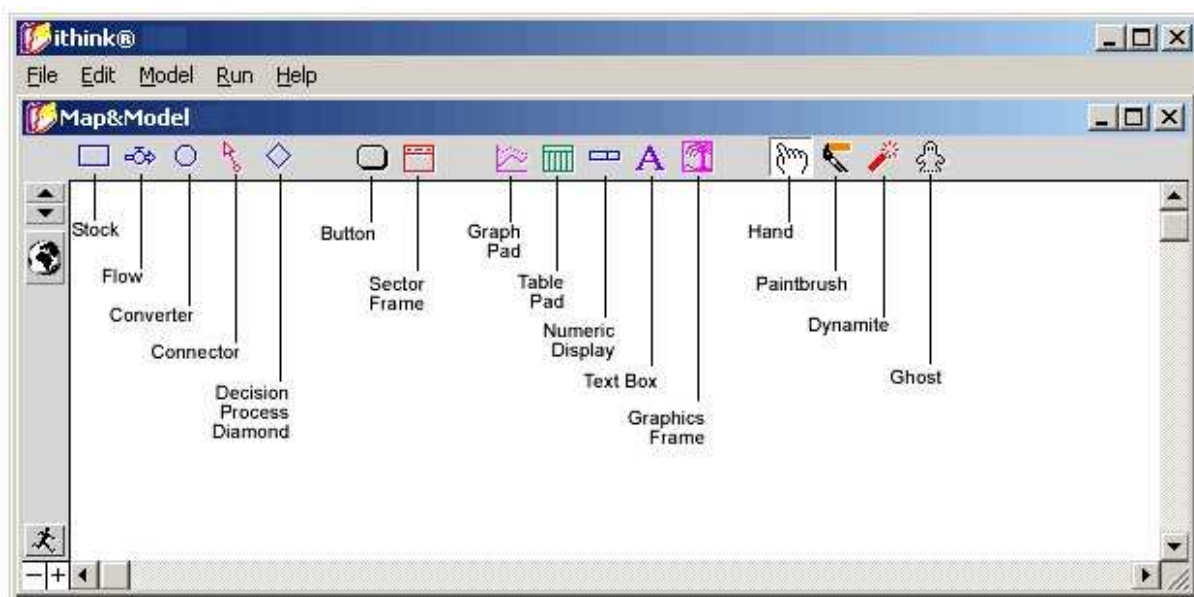 ithink®
File Edit Model Run Help
Map&Model
A
Stock
Flow
Converter
Connector
Decision
Process
Diamond
Button
Sector
Frame
Graph
Pad
Table
Pad
Numeric
Display
Text Box
Graphics
Frame
Hand
Paintbrush
Dynamite
Ghost